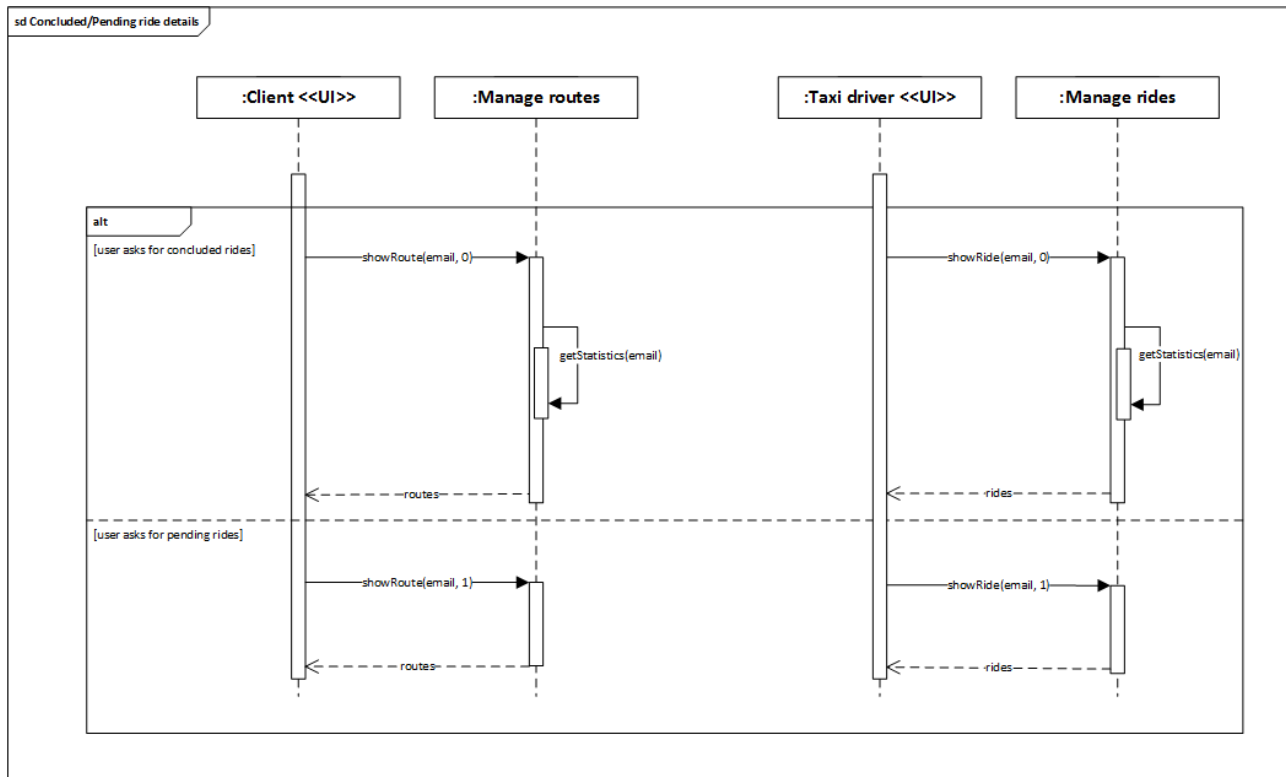 sd Concluded/Pending ride details
:Client <<UI>>
:Manage routes
:Taxi driver <<UI>>
:Manage rides
alt
[user asks for concluded rides]
showRoute(email, 0)
showRide(email, 0)
getStatistics(email)
getStatistics(email)
routes
rides
[user asks for pending rides]
showRoute(email, 1)
showRide(email, 1)
routes
rides